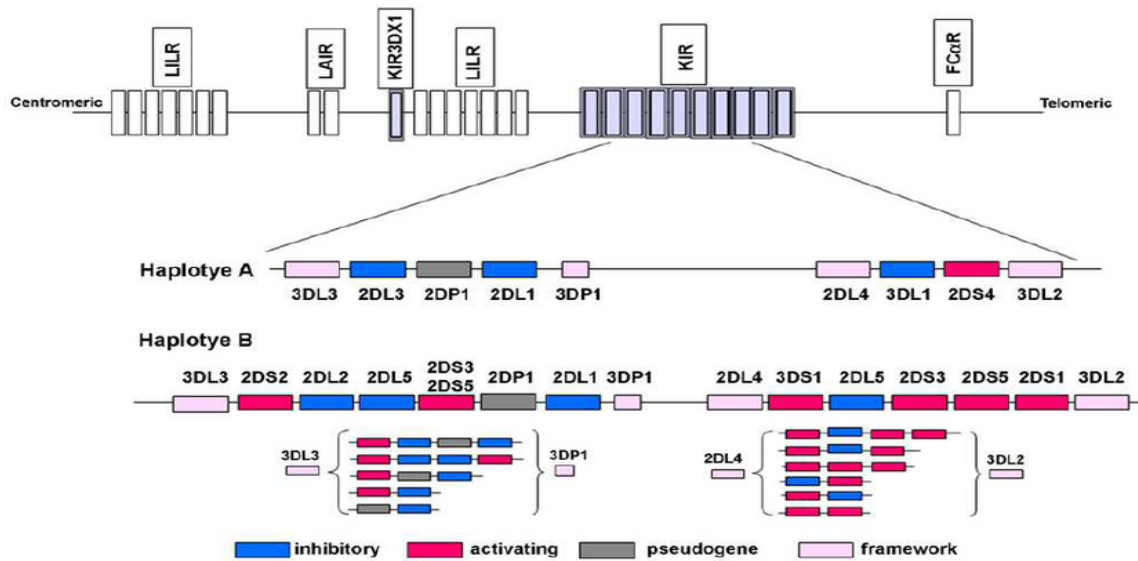 LILR
LAIR
KIR3DX1
LILR
KIR
FCαR
Centromeric
Telomeric
Haplotye A
3DL3 2DL3 2DP1 2DL1 3DP1 2DL4 3DL1 2DS4 3DL2
Haplotye B
3DL3 2DS2 2DL2 2DL5 2DS3 2DP1 2DL1 3DP1 2DL4 3DS1 2DL5 2DS3 2DS5 2DS1 3DL2
2DS5
3DL3 3DP1 2DL4 3DL2
inhibitory activating pseudogene framework